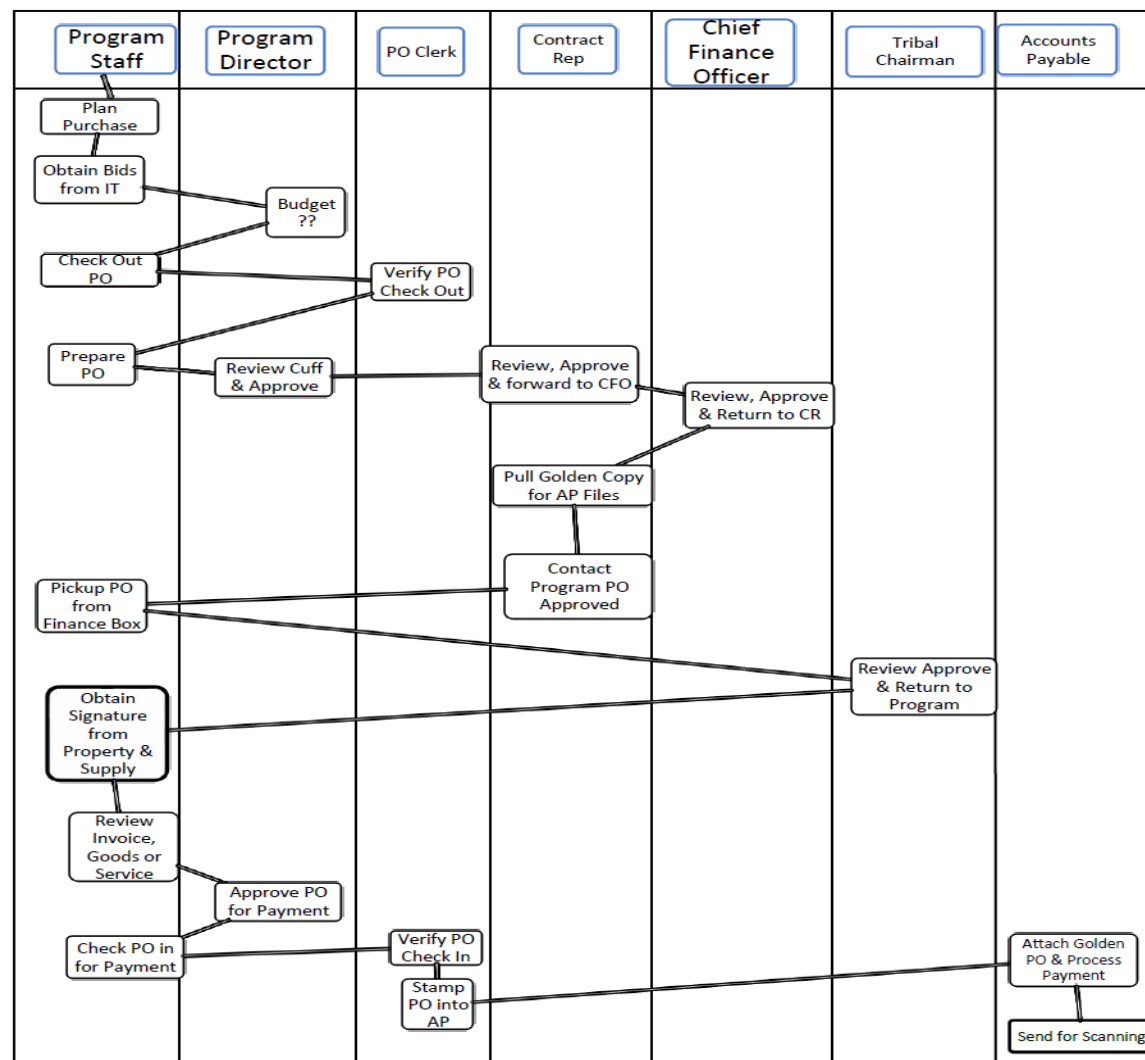 Program
Staff
Program
Director
PO Clerk
Contract
Rep
Chief
Finance
Officer
Tribal
Chairman
Accounts
Payable
Plan
Purchase
Obtain Bids
from IT
Budget
??
Check Out
PO
Verify PO
Check Out
Prepare
PO
Review Cuff
& Approve
Review, Approve
& forward to CFO
Review, Approve
& Return to CR
Pull Golden Copy
for AP Files
Contact
Program PO
Approved
Pickup PO
from
Finance Box
Review Approve
& Return to
Program
Obtain
Signature
from
Property &
Supply
Review
Invoice,
Goods or
Service
Approve PO
for Payment
Check PO in
for Payment
Verify PO
Check In
Stamp
PO into
AP
Attach Golden
PO & Process
Payment
Send for Scanning